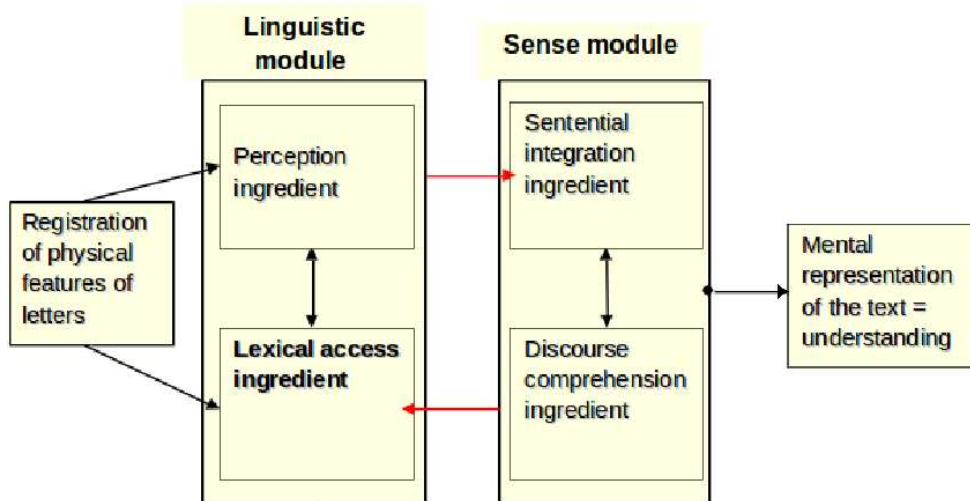 Linguistic
module
Sense module
Perception
ingredient
Sentential
integration
ingredient
Registration
of physical
features of
letters
Mental
representation
of the text =
understanding
Lexical access
ingredient
Discourse
comprehension
ingredient